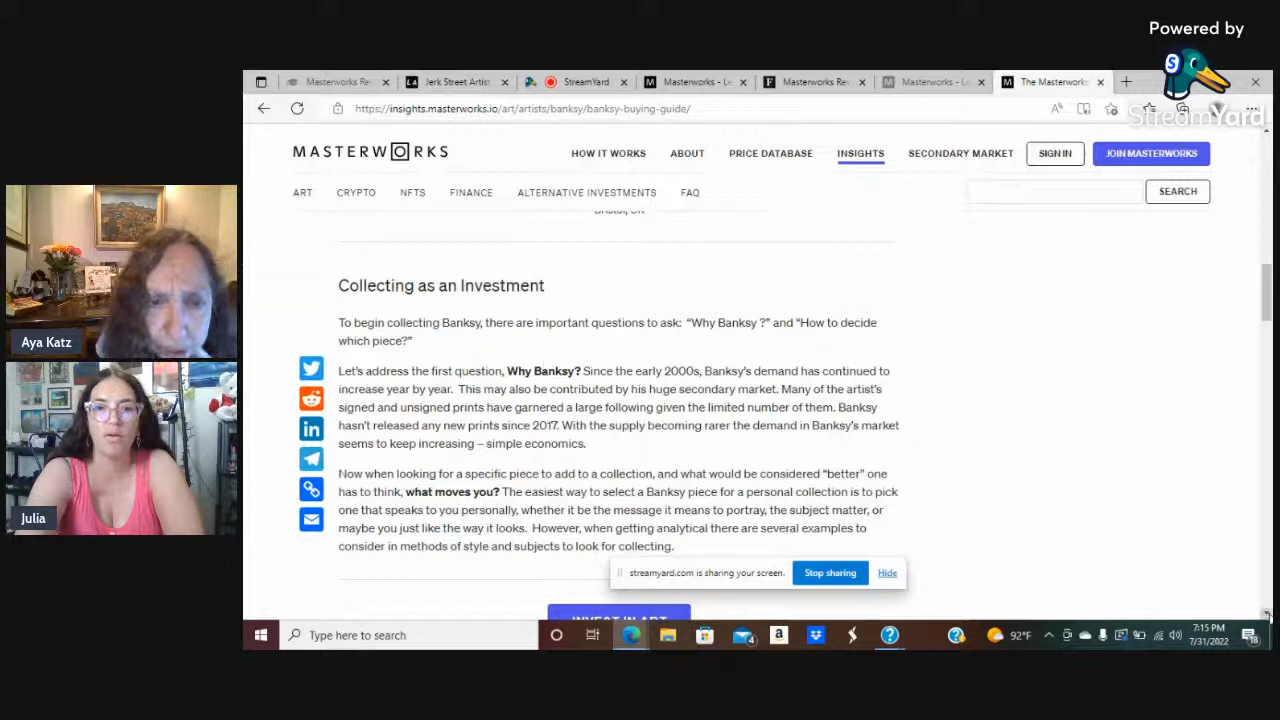 Powered by
StreamYard
Masterworks Re
Jerk Street Artis
StreamYard
Masterworks - Le
Masterworks Rev
Masterworks - Le
The Masterworks
https://insights.masterworks.io/art/artists/banksy/banksy-buying-guide/
MASTERWORKS
HOW IT WORKS
ABOUT
PRICE DATABASE
INSIGHTS
SECONDARY MARKET
SIGN IN
JOIN MASTERWORKS
ART
CRYPTO
NFTS
FINANCE
ALTERNATIVE INVESTMENTS
FAQ
SEARCH
Bristol, UK
Collecting as an Investment
To begin collecting Banksy, there are important questions to ask: “Why Banksy ?” and “How to decide
which piece?”
Let’s address the first question, Why Banksy? Since the early 2000s, Banksy’s demand has continued to
increase year by year. This may also be contributed by his huge secondary market. Many of the artist’s
signed and unsigned prints have garnered a large following given the limited number of them. Banksy
hasn’t released any new prints since 2017. With the supply becoming rarer the demand in Banksy’s market
seems to keep increasing – simple economics.
Now when looking for a specific piece to add to a collection, and what would be considered “better” one
has to think, what moves you? The easiest way to select a Banksy piece for a personal collection is to pick
one that speaks to you personally, whether it be the message it means to portray, the subject matter, or
maybe you just like the way it looks. However, when getting analytical there are several examples to
consider in methods of style and subjects to look for collecting.
streamyard.com is sharing your screen.
Stop sharing
Hide
INVEST IN ART
Aya Katz
Julia
Type here to search
4
92°F
7:15 PM
7/31/2022
18